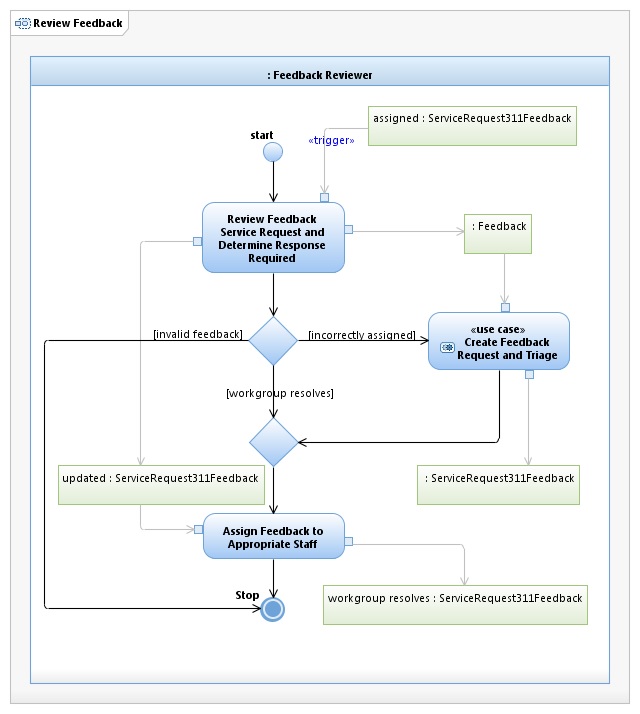 Review Feedback
: Feedback Reviewer
assigned : ServiceRequest311Feedback
start
«trigger»
Review Feedback
Service Request and
Determine Response
Required
: Feedback
[invalid feedback]
[incorrectly assigned]
«use case»
Create Feedback
Request and Triage
[workgroup resolves]
updated : ServiceRequest311Feedback
: ServiceRequest311Feedback
Assign Feedback to
Appropriate Staff
Stop
workgroup resolves : ServiceRequest311Feedback